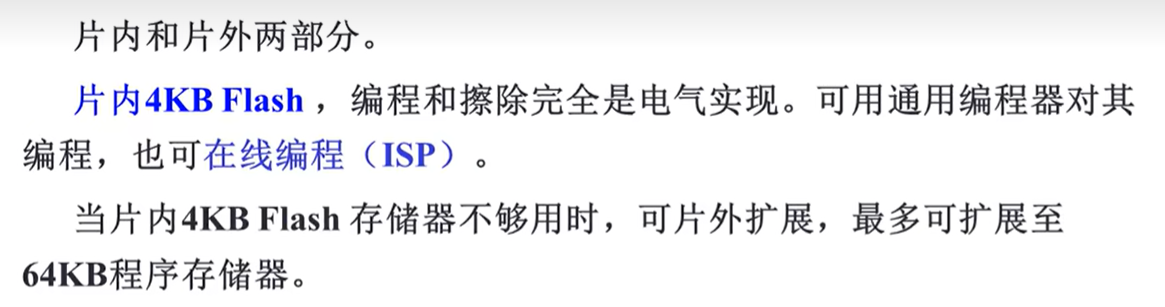 片内和片外两部分。
片内4KB Flash ，编程和擦除完全是电气实现。可用通用编程器对其
编程，也可在线编程（ISP）。
当片内4KB Flash 存储器不够用时，可片外扩展，最多可扩展至
64KB程序存储器。